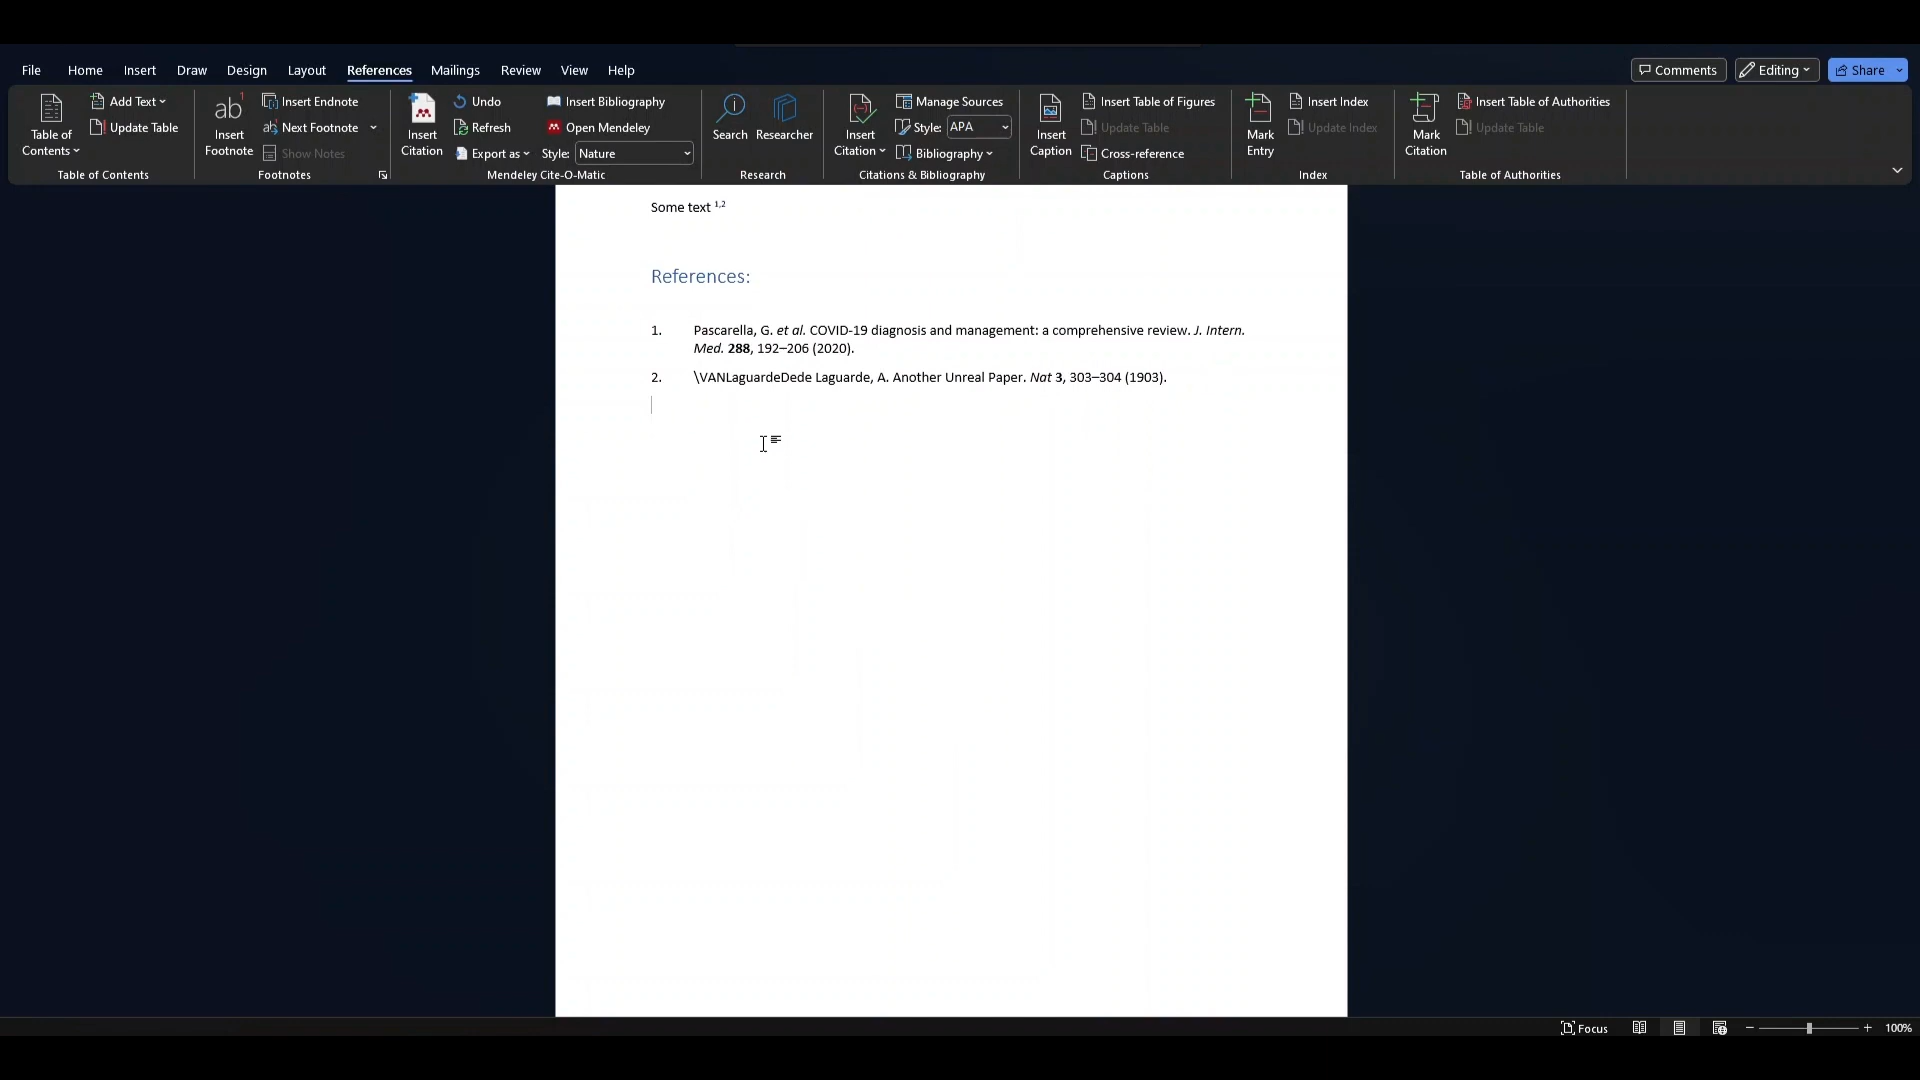 File Home Insert Draw Design Layout References Mailings Review View Help Comments Editing Share
Table of Contents
Add Text
Update Table
Table of Contents
ab Insert Footnote
Insert Endnote
Next Footnote
Show Notes
Footnotes
Insert Citation
Undo
Refresh
Export as
Insert Bibliography
Open Mendeley
Style: Nature
Mendeley Cite-O-Matic
Search
Researcher
Research
Insert Citation
Manage Sources
Style: APA
Bibliography
Citations & Bibliography
Insert Caption
Insert Table of Figures
Update Table
Cross-reference
Captions
Mark Entry
Insert Index
Update Index
Index
Mark Citation
Insert Table of Authorities
Update Table
Table of Authorities
Some text 1,2
References:
1. Pascarella, G. et al. COVID-19 diagnosis and management: a comprehensive review. J. Intern.
Med. 288, 192–206 (2020).
2. \VANLaguardeDede Laguarde, A. Another Unreal Paper. Nat 3, 303–304 (1903).
Focus 100%